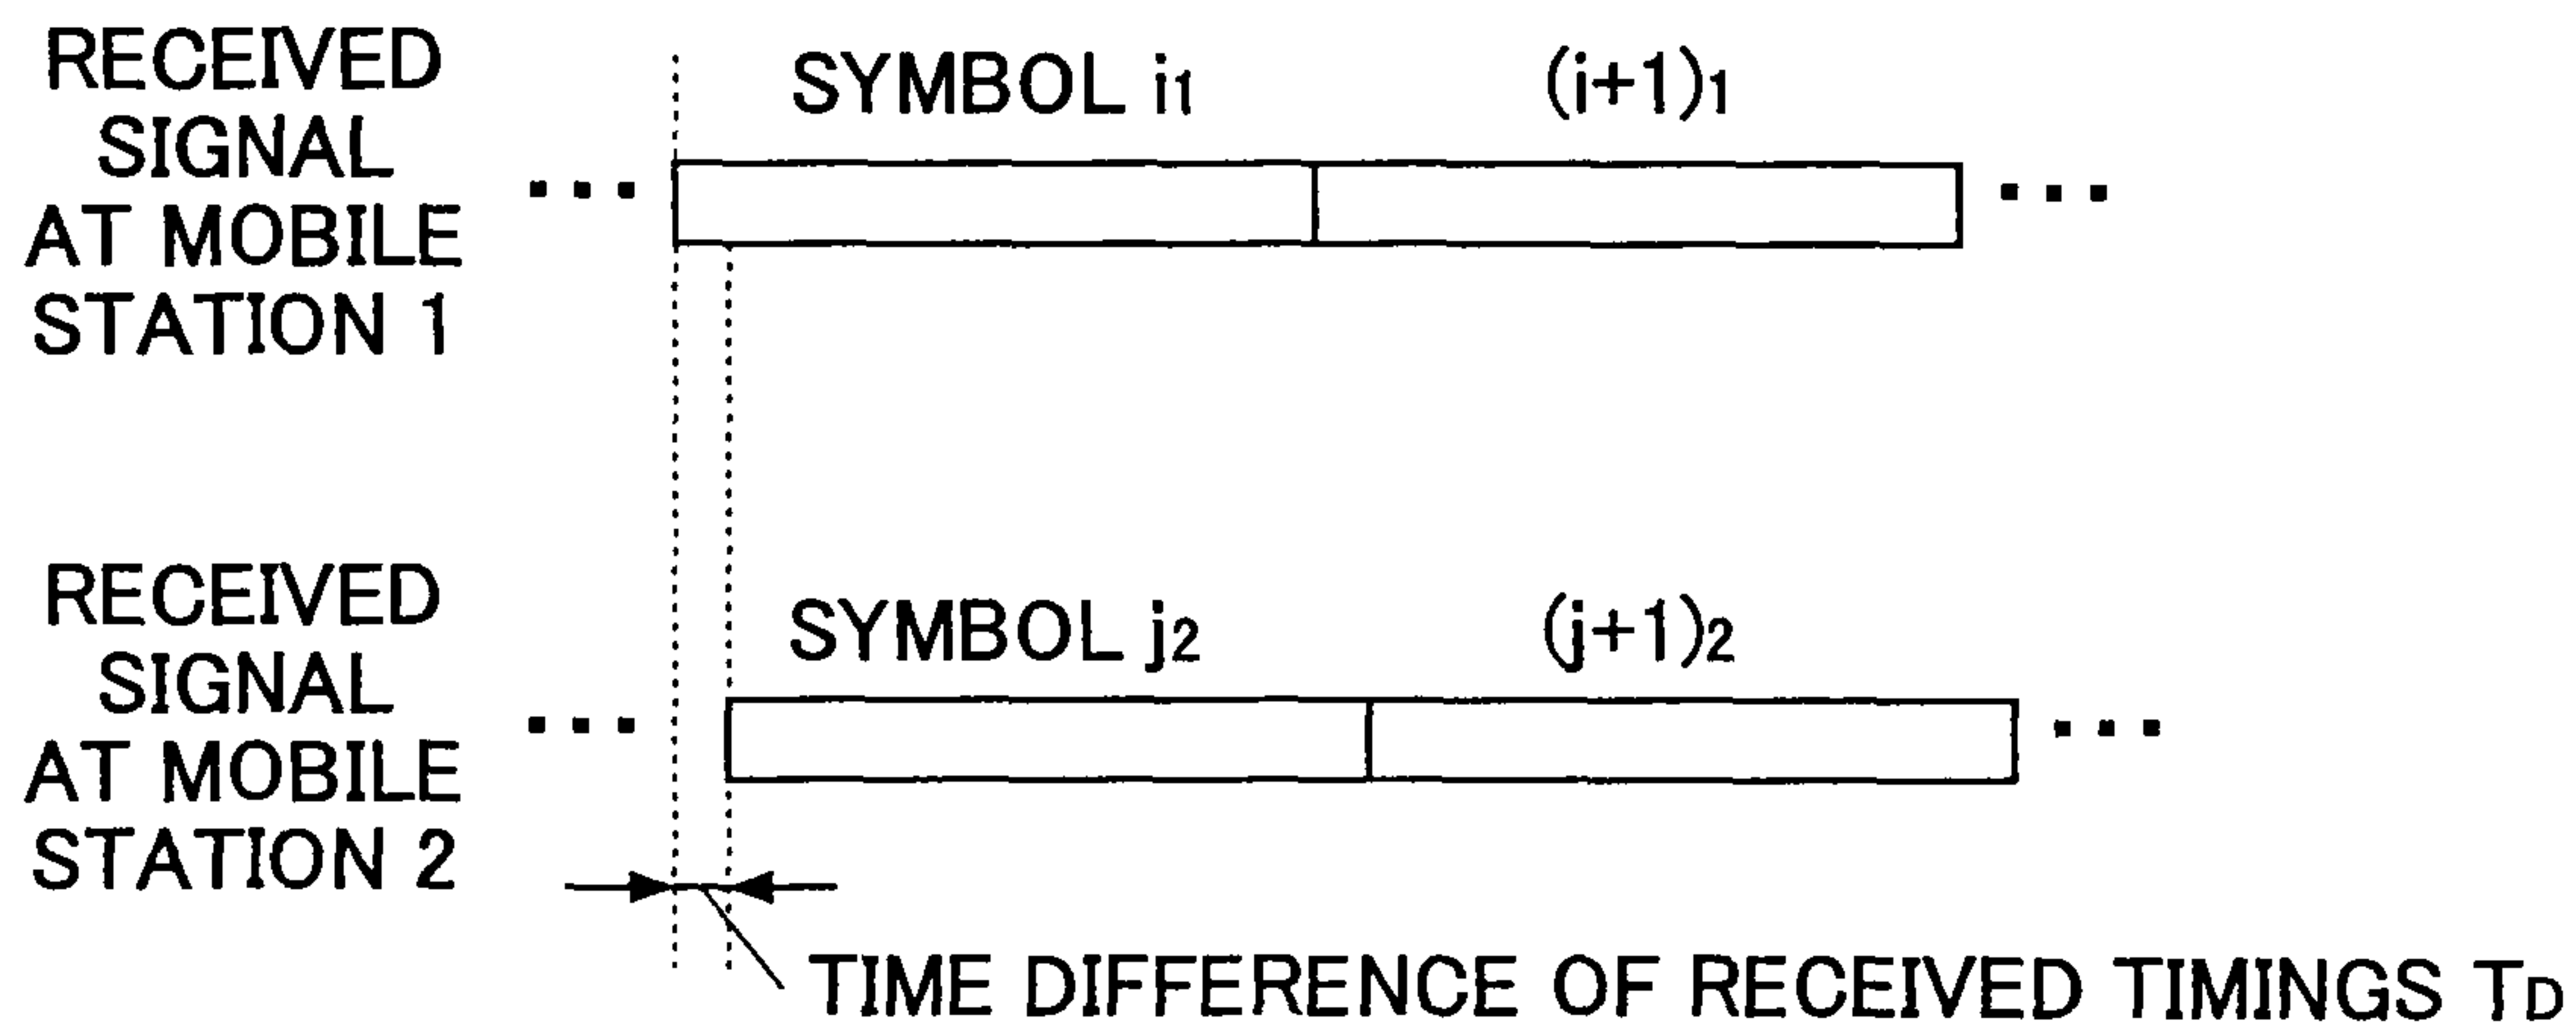 RECEIVED
SIGNAL
AT MOBILE
STATION 1
... SYMBOL i1 (i+1)1 ...
RECEIVED
SIGNAL
AT MOBILE
STATION 2
... SYMBOL j2 (j+1)2 ...
TIME DIFFERENCE OF RECEIVED TIMINGS TD